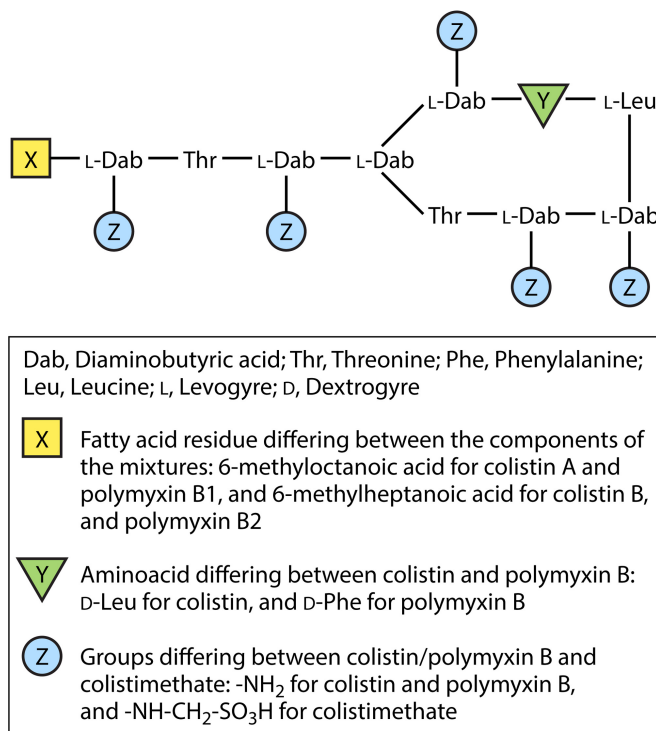 Z
L-Dab Y L-Leu
X L-Dab Thr L-Dab L-Dab
Z Z
Thr L-Dab L-Dab
Z Z
Dab, Diaminobutyric acid; Thr, Threonine; Phe, Phenylalanine;
Leu, Leucine; L, Levogyre; D, Dextrogyre
X Fatty acid residue differing between the components of
the mixtures: 6-methyloctanoic acid for colistin A and
polymyxin B1, and 6-methylheptanoic acid for colistin B,
and polymyxin B2
Y Aminoacid differing between colistin and polymyxin B:
D-Leu for colistin, and D-Phe for polymyxin B
Z Groups differing between colistin/polymyxin B and
colistimethate: -NH₂ for colistin and polymyxin B,
and -NH-CH₂-SO₃H for colistimethate